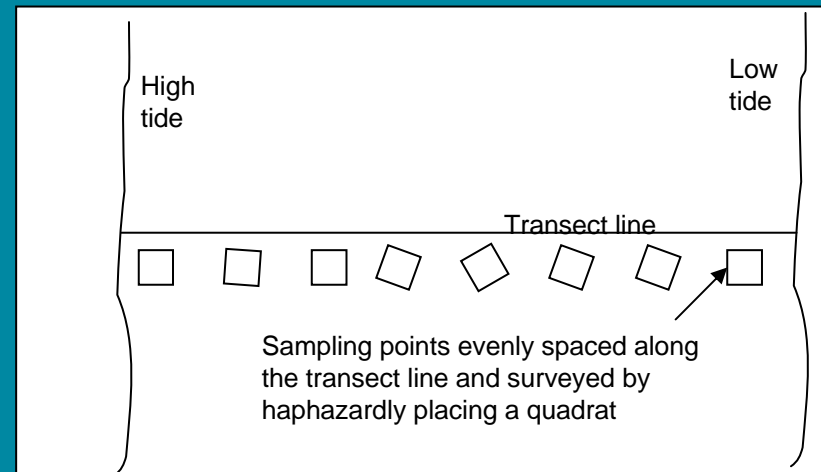 High
tide
Low
tide
Transect line
Sampling points evenly spaced along
the transect line and surveyed by
haphazardly placing a quadrat